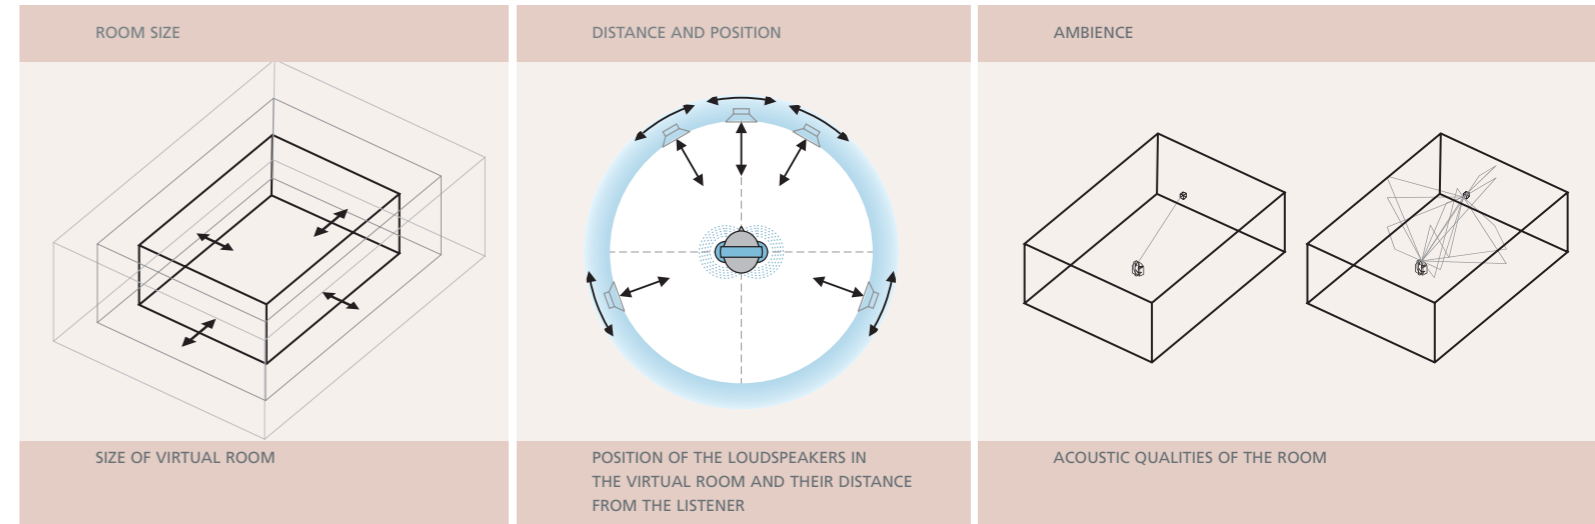 ROOM SIZE
DISTANCE AND POSITION
AMBIENCE
SIZE OF VIRTUAL ROOM
POSITION OF THE LOUDSPEAKERS IN
THE VIRTUAL ROOM AND THEIR DISTANCE
FROM THE LISTENER
ACOUSTIC QUALITIES OF THE ROOM